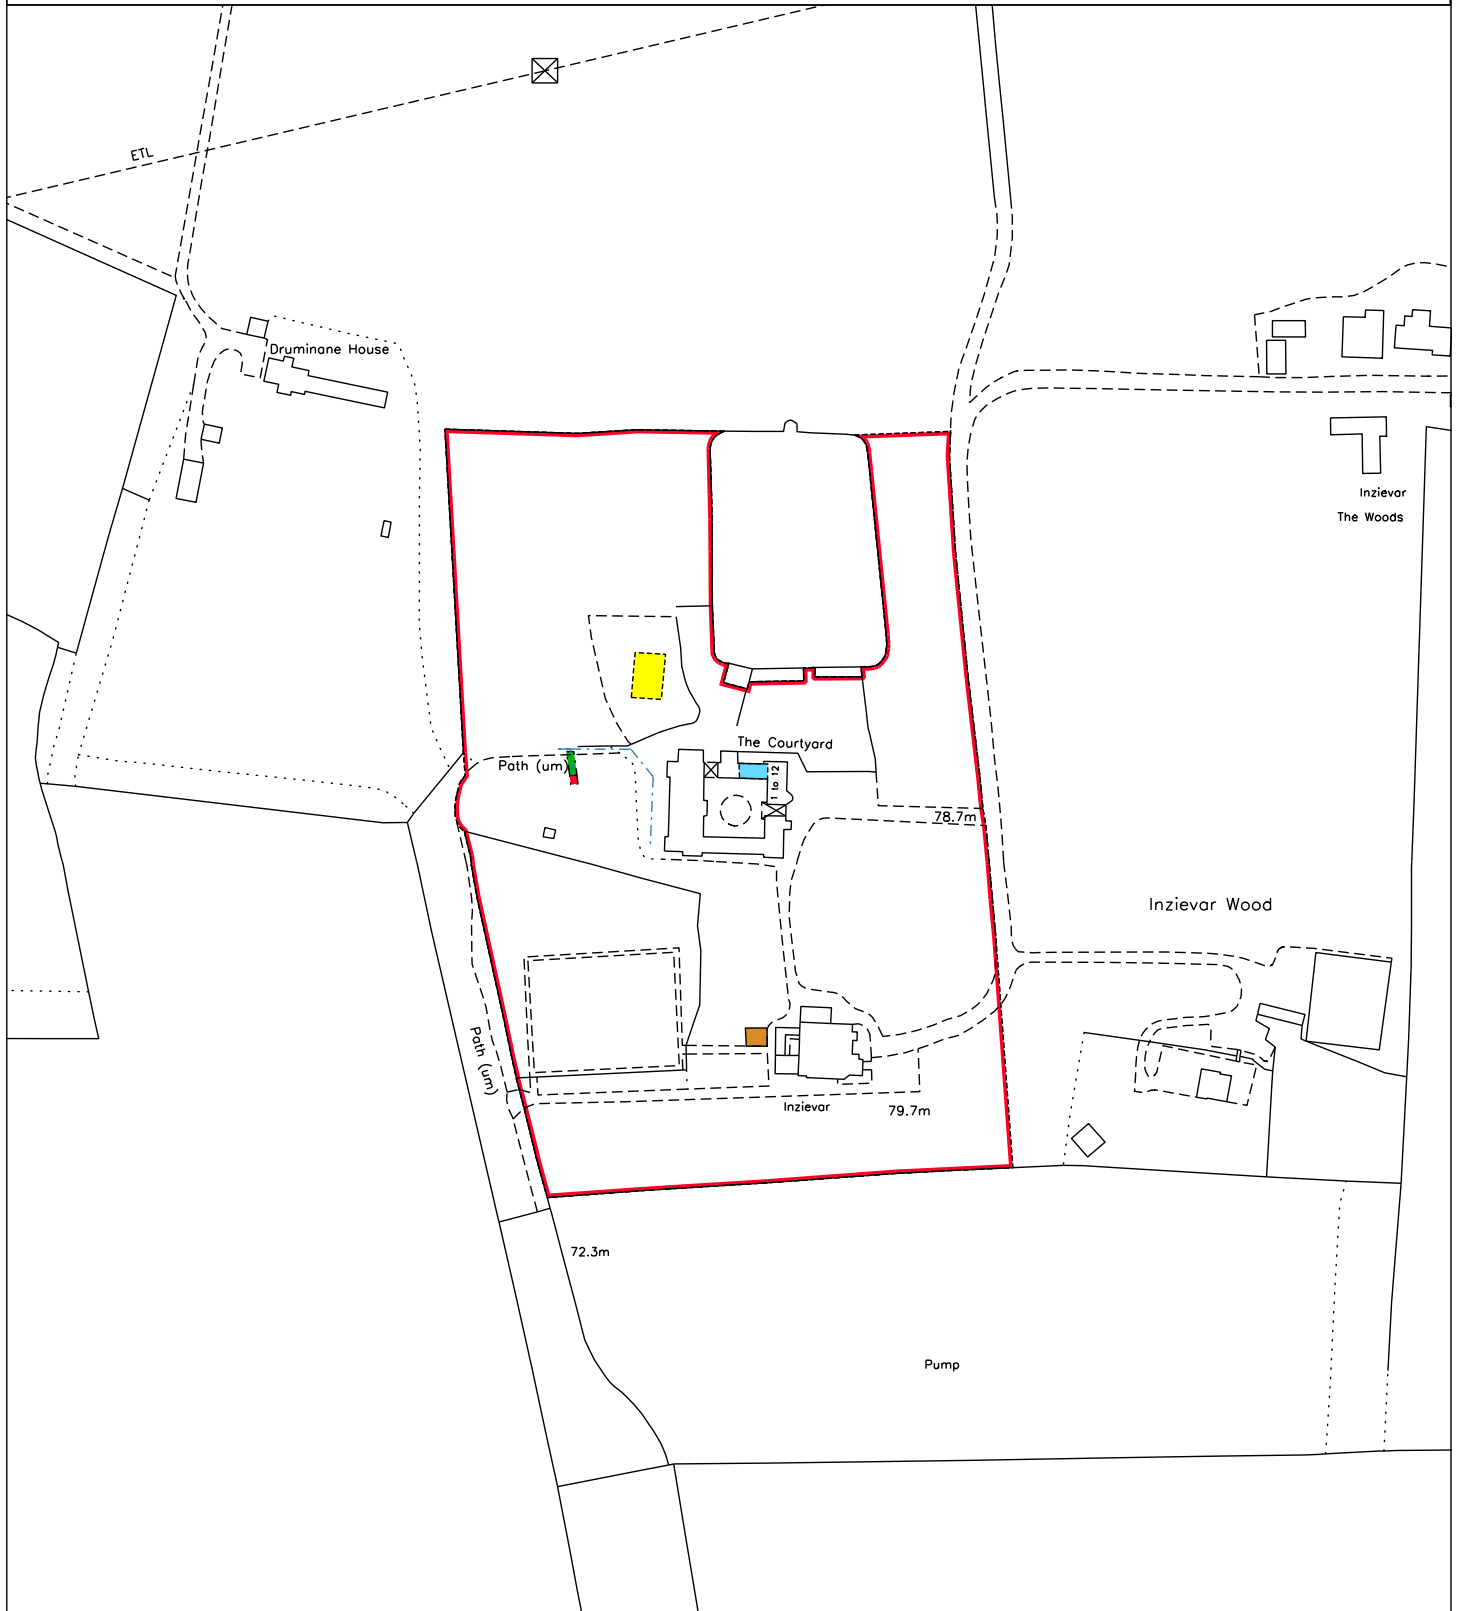 ETL
Druminane House
Inzievar
The Woods
The Courtyard
Path (um)
1 to 12
78.7m
Inzievar Wood
Path (um)
Inzievar
79.7m
72.3m
Pump